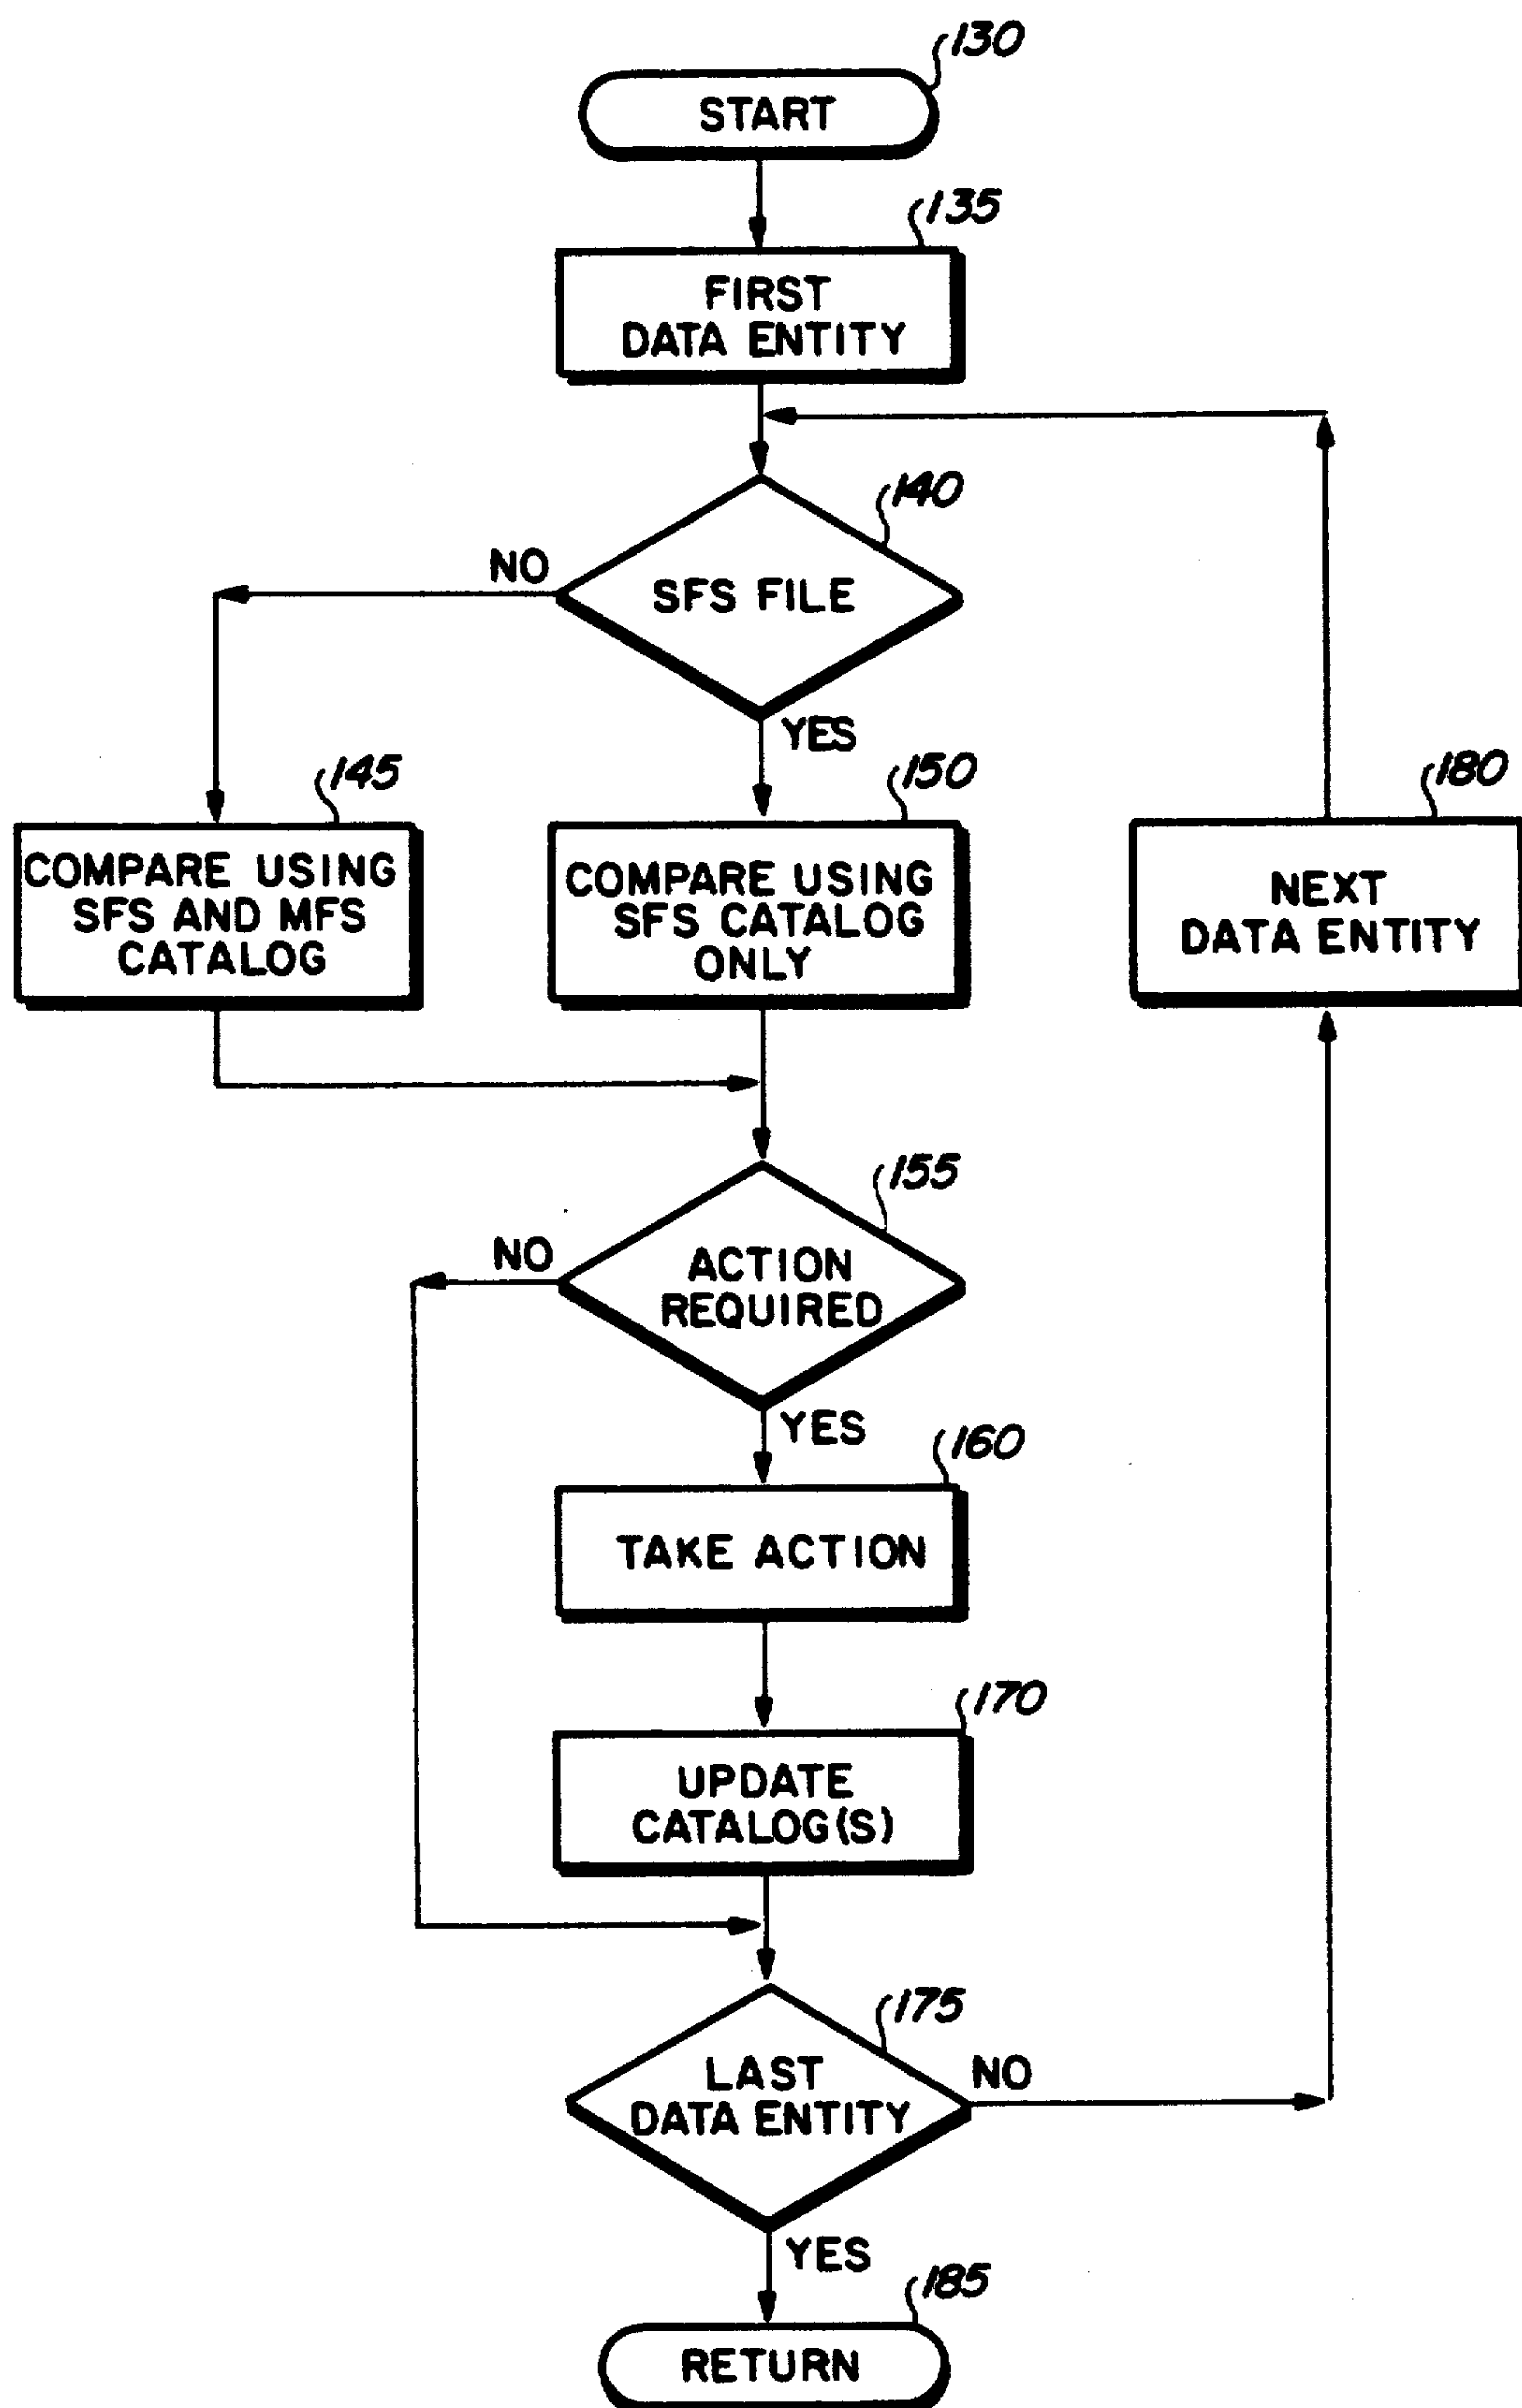 130
START
135
FIRST
DATA ENTITY
140
NO
SFS FILE
YES
145
COMPARE USING
SFS AND MFS
CATALOG
150
COMPARE USING
SFS CATALOG
ONLY
180
NEXT
DATA ENTITY
155
NO
ACTION
REQUIRED
YES
160
TAKE ACTION
170
UPDATE
CATALOG(S)
175
LAST
DATA ENTITY
NO
YES
185
RETURN